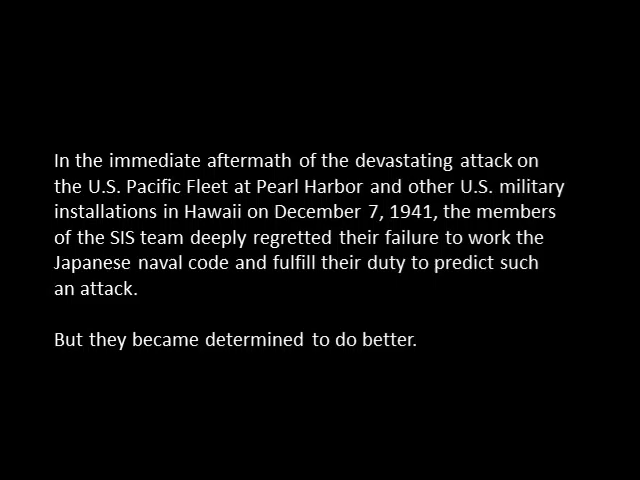 In the immediate aftermath of the devastating attack on
the U.S. Pacific Fleet at Pearl Harbor and other U.S. military
installations in Hawaii on December 7, 1941, the members
of the SIS team deeply regretted their failure to work the
Japanese naval code and fulfill their duty to predict such
an attack.
But they became determined to do better.